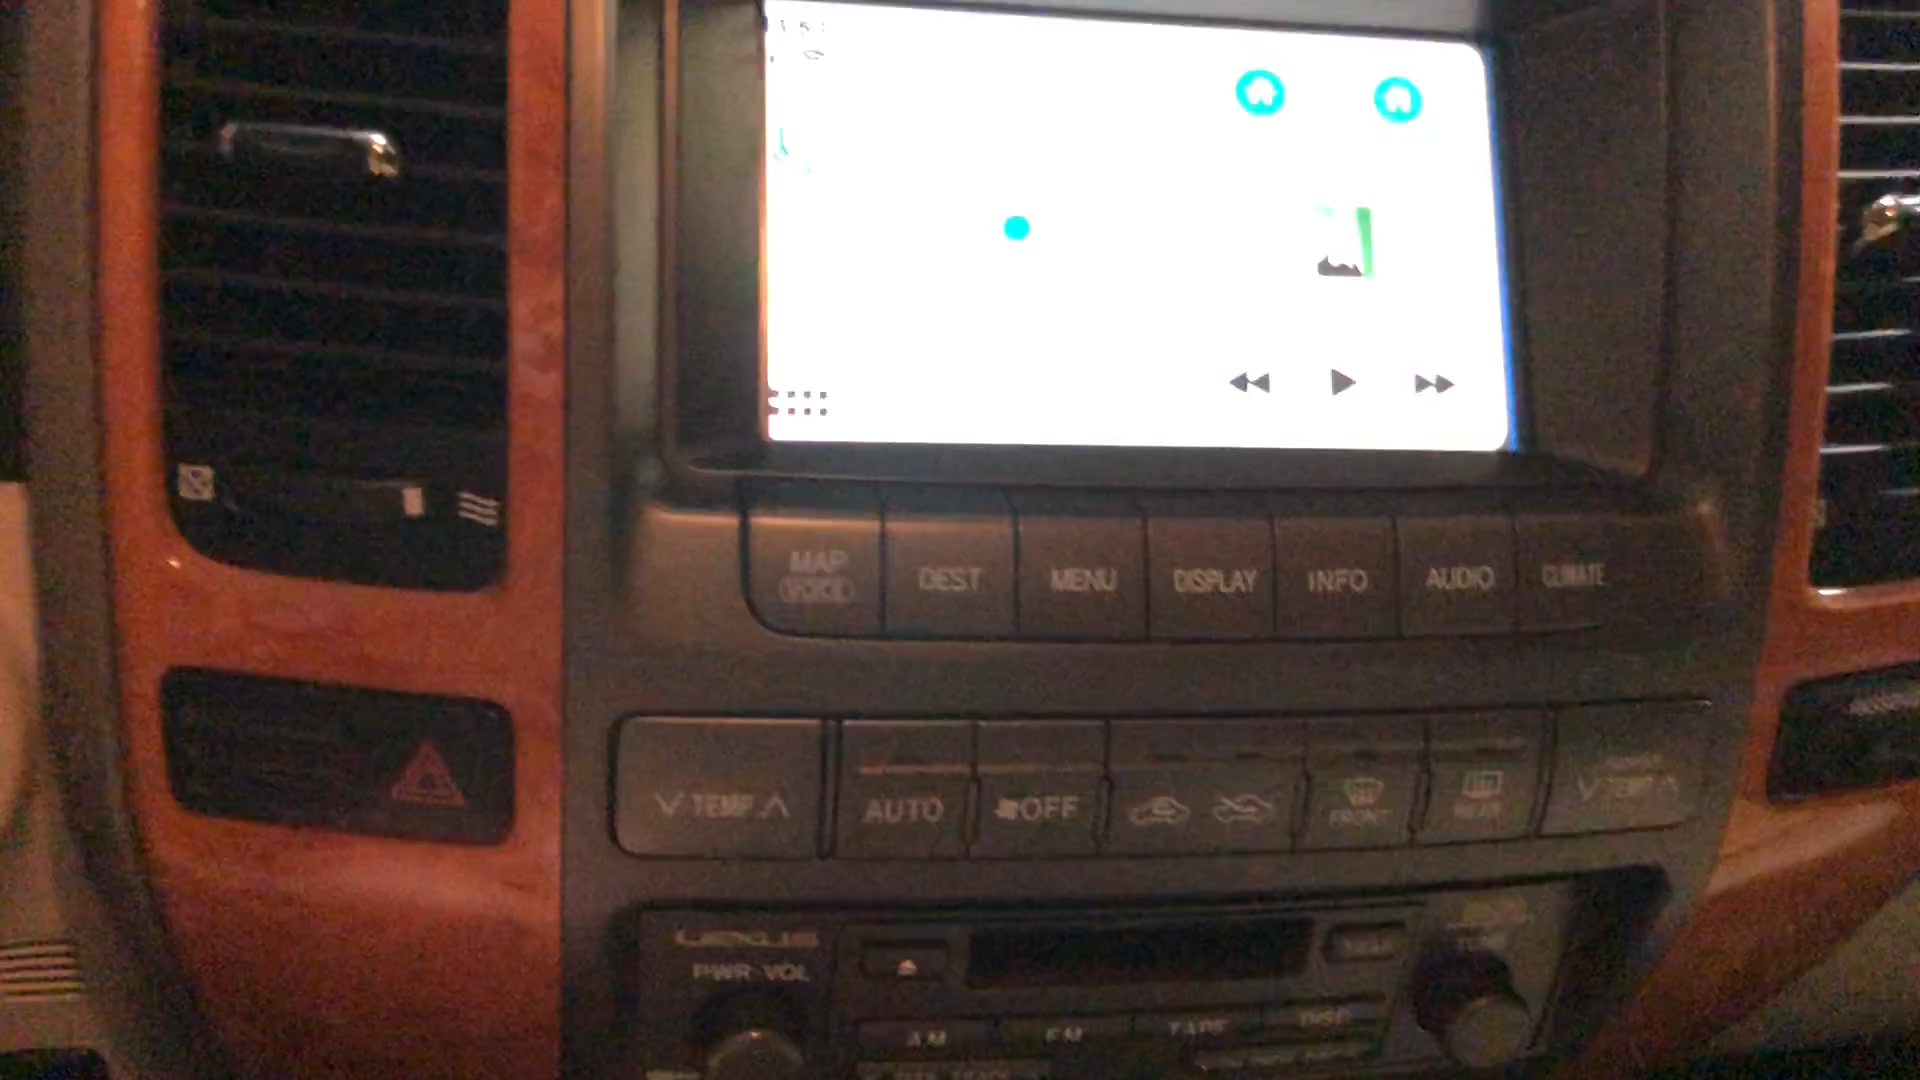 MAP
VOICE
DEST
MENU
DISPLAY
INFO
AUDIO
CLIMATE
TEMP
AUTO
OFF
FRONT
REAR
TEMP
LEXUS
PWR·VOL
TUNE
AM
FM
TAPE
DISC